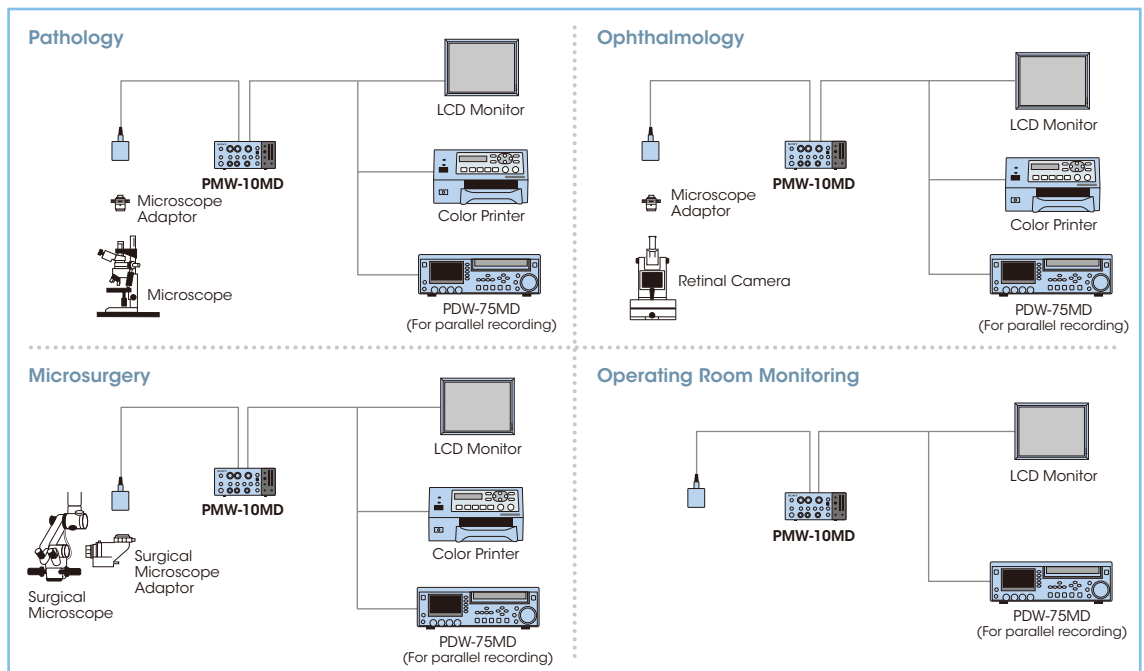 Pathology
LCD Monitor
PMW-10MD
Microscope
Adaptor
Color Printer
Microscope
PDW-75MD
(For parallel recording)
Ophthalmology
LCD Monitor
PMW-10MD
Microscope
Adaptor
Color Printer
Retinal Camera
PDW-75MD
(For parallel recording)
Microsurgery
LCD Monitor
PMW-10MD
Surgical
Microscope
Adaptor
Color Printer
Surgical
Microscope
PDW-75MD
(For parallel recording)
Operating Room Monitoring
LCD Monitor
PMW-10MD
PDW-75MD
(For parallel recording)